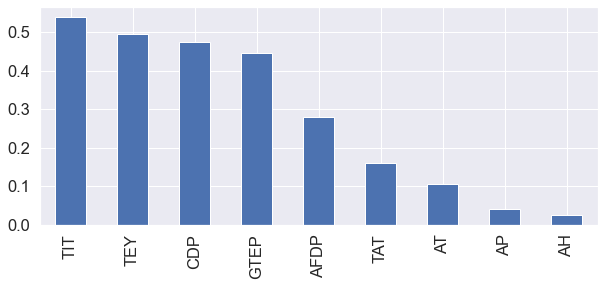 0.5
0.4
0.3
0.2
0.1
0.0
TIT
TEY
CDP
GTEP
AFDP
TAT
AT
AP
AH